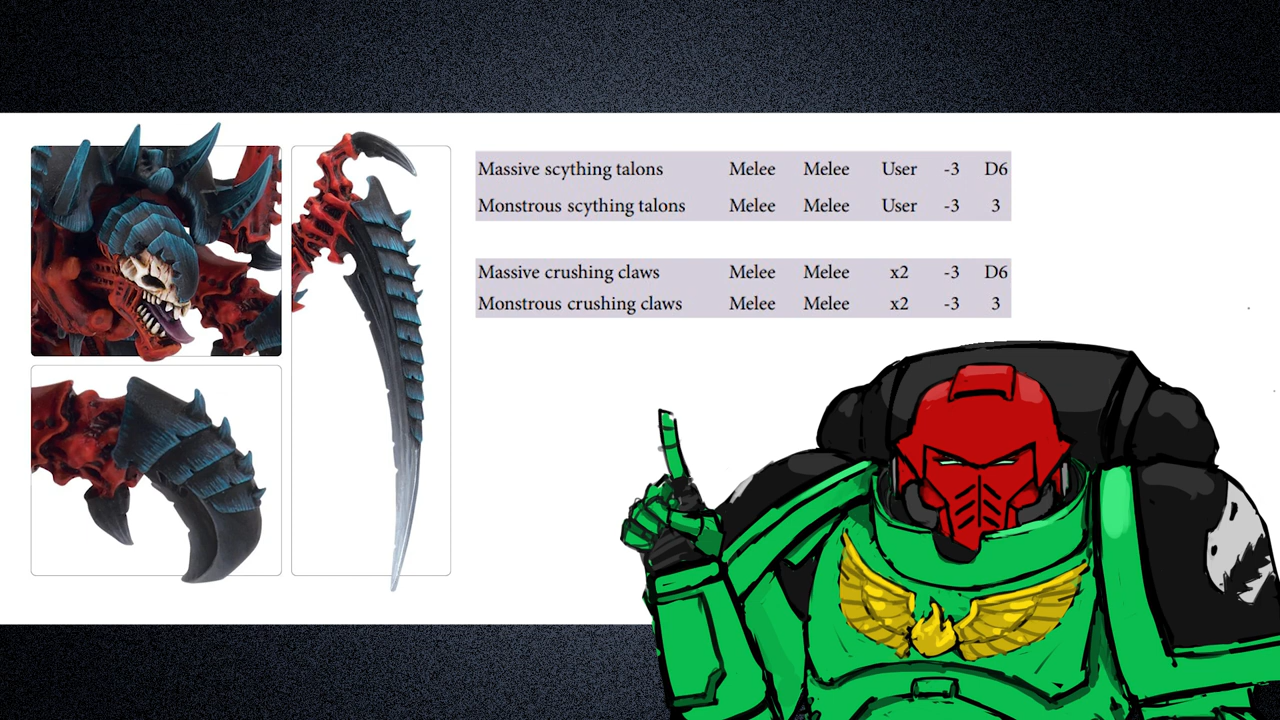 Massive scything talons Melee Melee User -3 D6
Monstrous scything talons Melee Melee User -3 3
Massive crushing claws Melee Melee x2 -3 D6
Monstrous crushing claws Melee Melee x2 -3 3